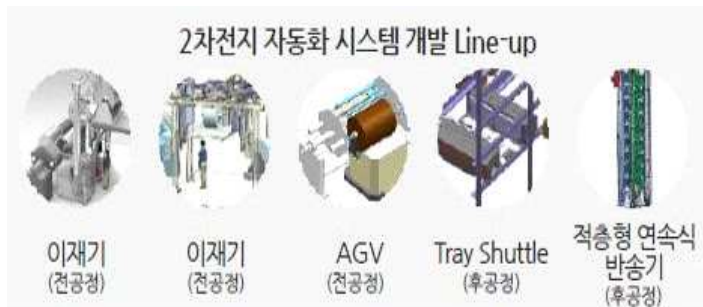 2차전지 자동화 시스템 개발 Line-up
이재기
(전공정)
이재기
(전공정)
AGV
(전공정)
Tray Shuttle
(후공정)
적층형 연속식
반송기
(후공정)